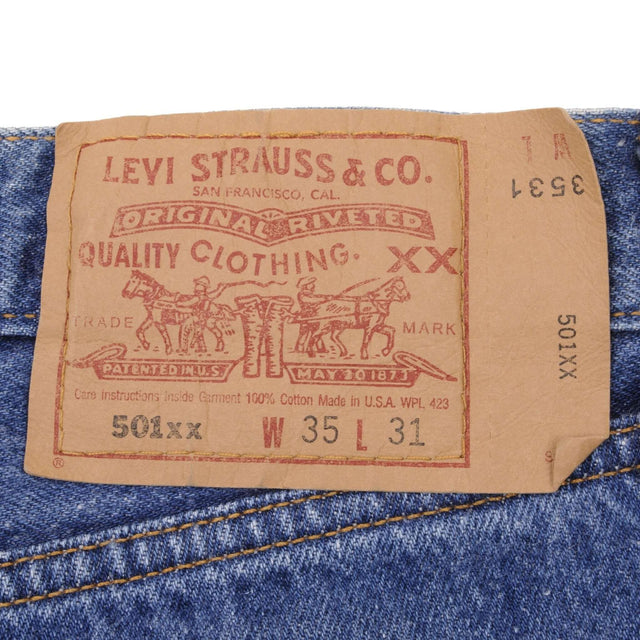 LEVI STRAUSS & CO.
SAN FRANCISCO, CAL.
ORIGINAL RIVETED
QUALITY CLOTHING. XX
TRADE MARK
PATENTED IN U.S. MAY 20 1873
Care Instructions Inside Garment 100% Cotton Made in U.S.A. WPL 423
501xx W 35 L 31
®
W L
3531
501XX